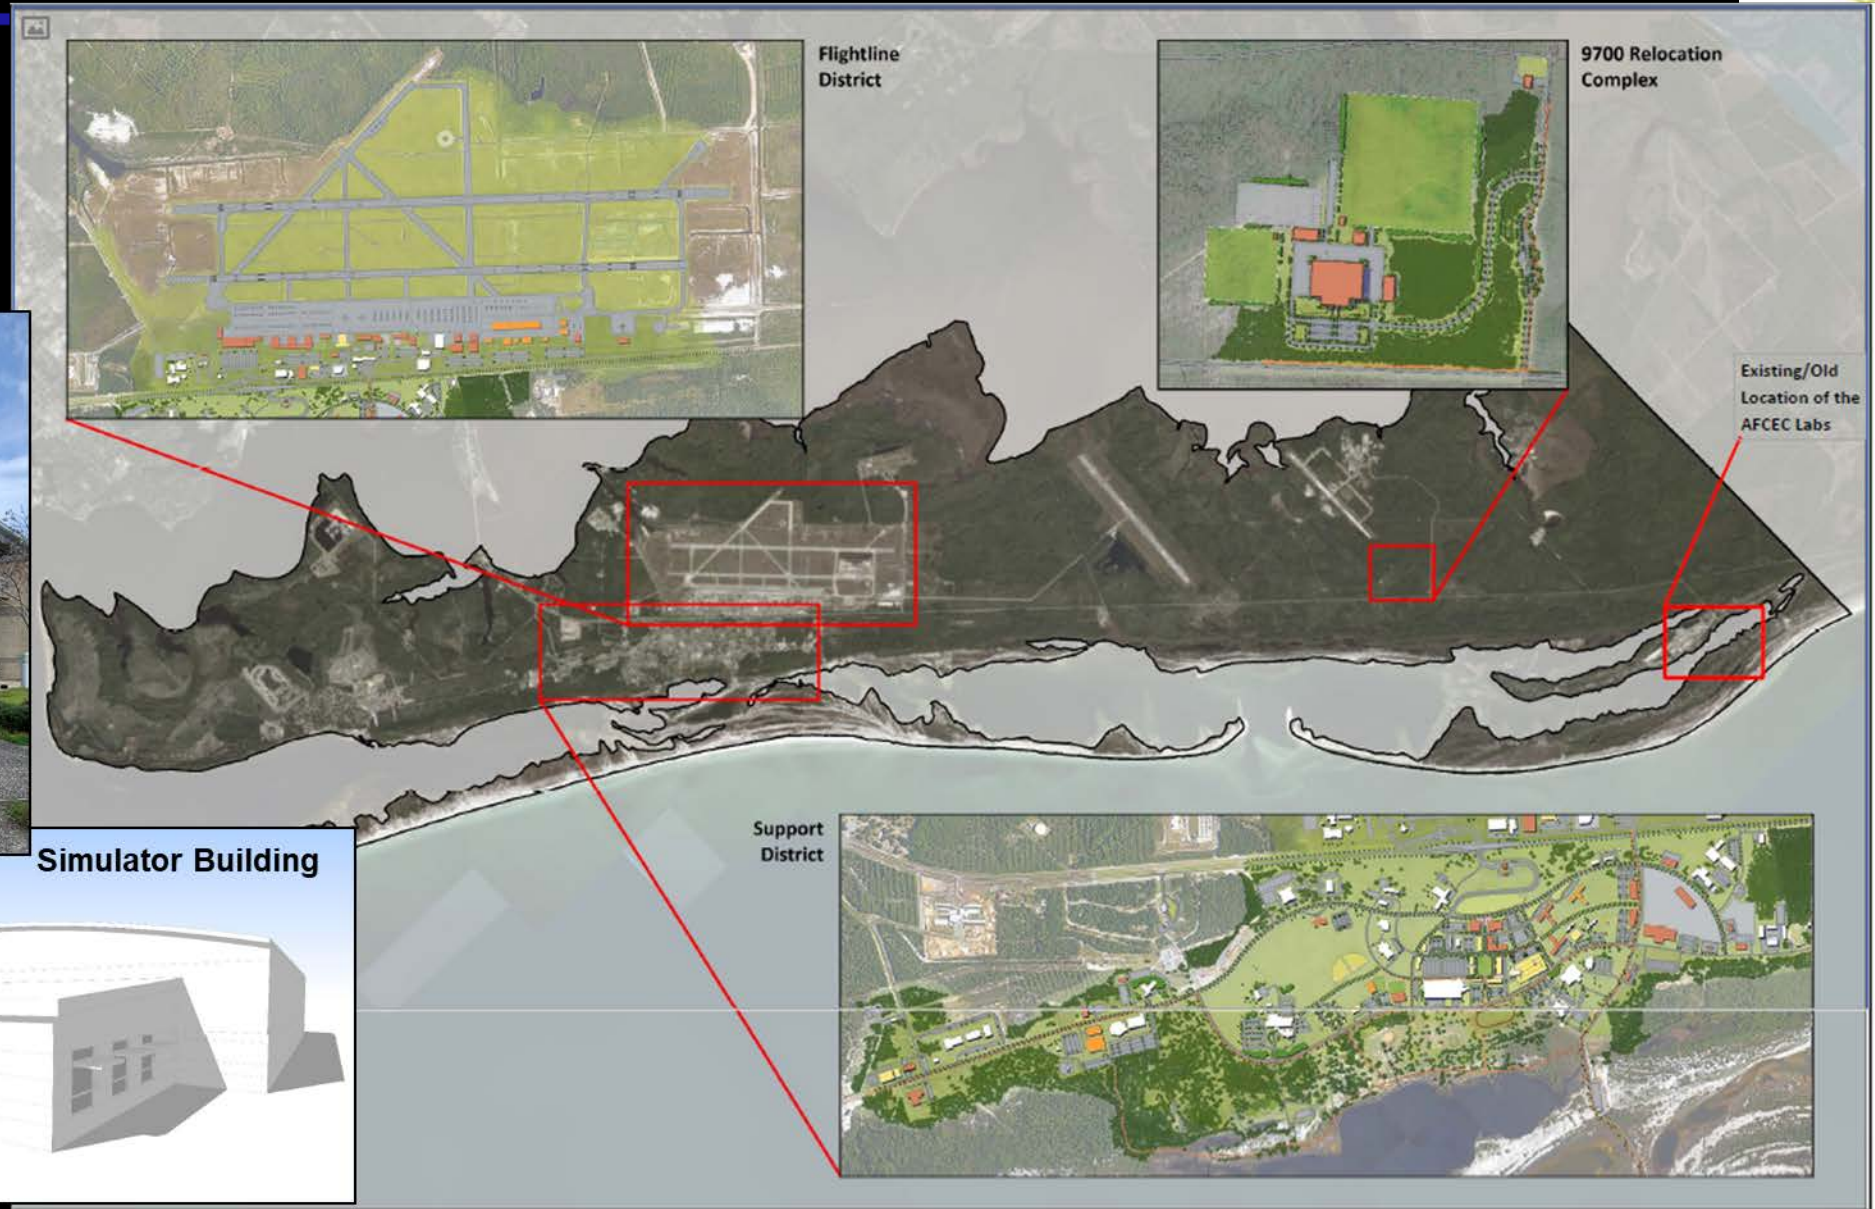 Flightline
District
9700 Relocation
Complex
Existing/Old
Location of the
AFCEC Labs
Support
District
Simulator Building